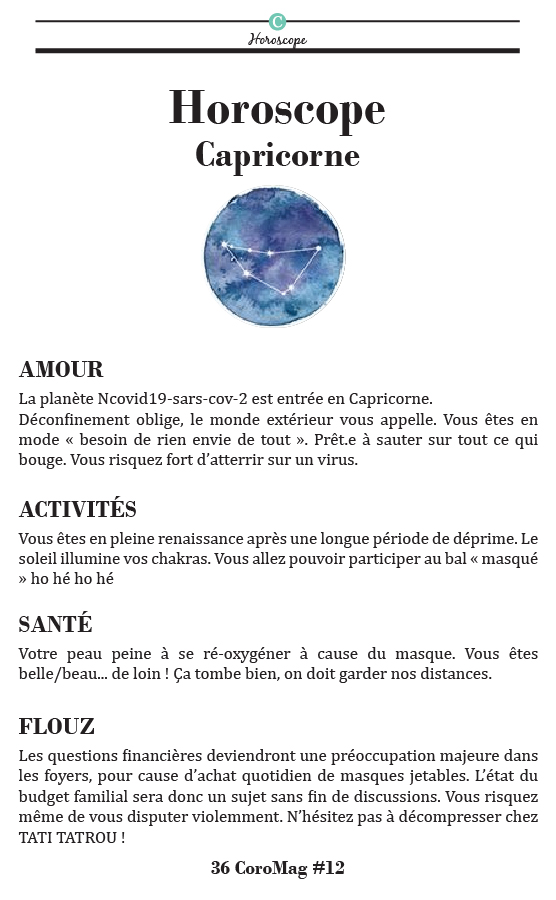 C
Horoscope
Horoscope
Capricorne
AMOUR
La planète Ncovid19-sars-cov-2 est entrée en Capricorne.
Déconfinement oblige, le monde extérieur vous appelle. Vous êtes en
mode « besoin de rien envie de tout ». Prêt.e à sauter sur tout ce qui
bouge. Vous risquez fort d'atterrir sur un virus.
ACTIVITÉS
Vous êtes en pleine renaissance après une longue période de déprime. Le
soleil illumine vos chakras. Vous allez pouvoir participer au bal « masqué
» ho hé ho hé
SANTÉ
Votre peau peine à se ré-oxygéner à cause du masque. Vous êtes
belle/beau... de loin ! Ça tombe bien, on doit garder nos distances.
FLOUZ
Les questions financières deviendront une préoccupation majeure dans
les foyers, pour cause d'achat quotidien de masques jetables. L'état du
budget familial sera donc un sujet sans fin de discussions. Vous risquez
même de vous disputer violemment. N'hésitez pas à décompresser chez
TATI TATROU !
36 CoroMag #12